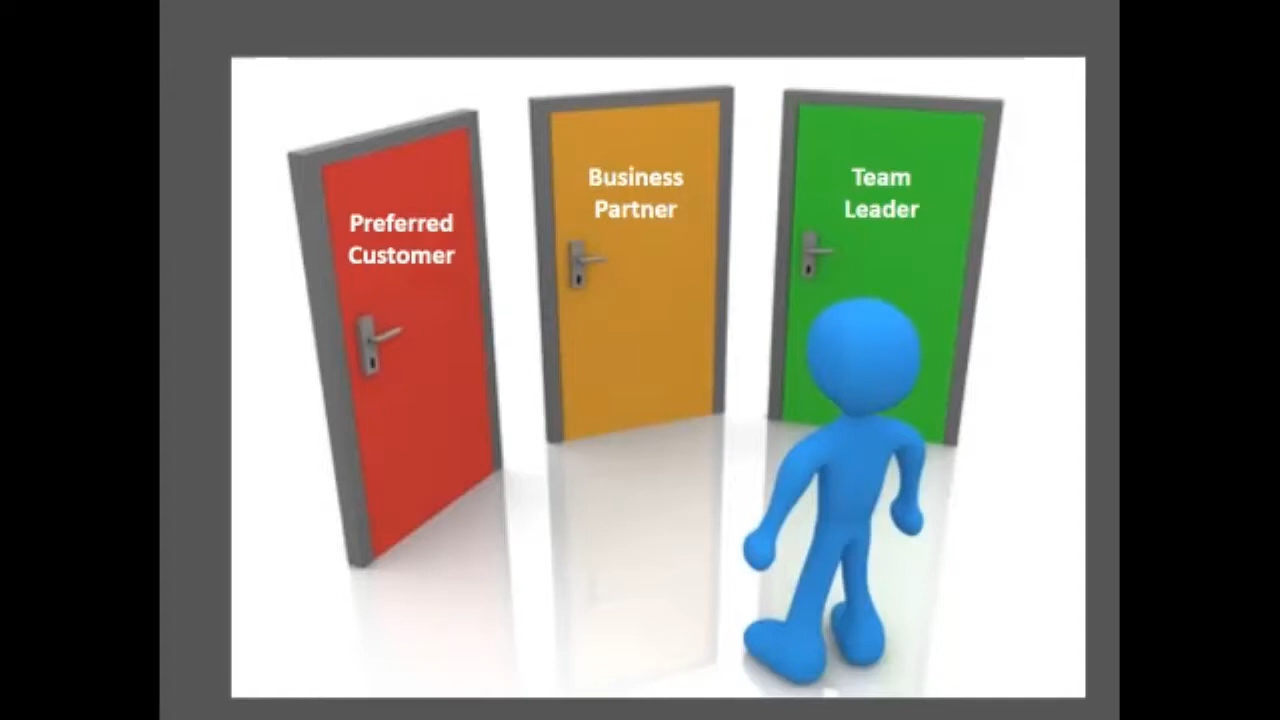 Preferred
Customer
Business
Partner
Team
Leader